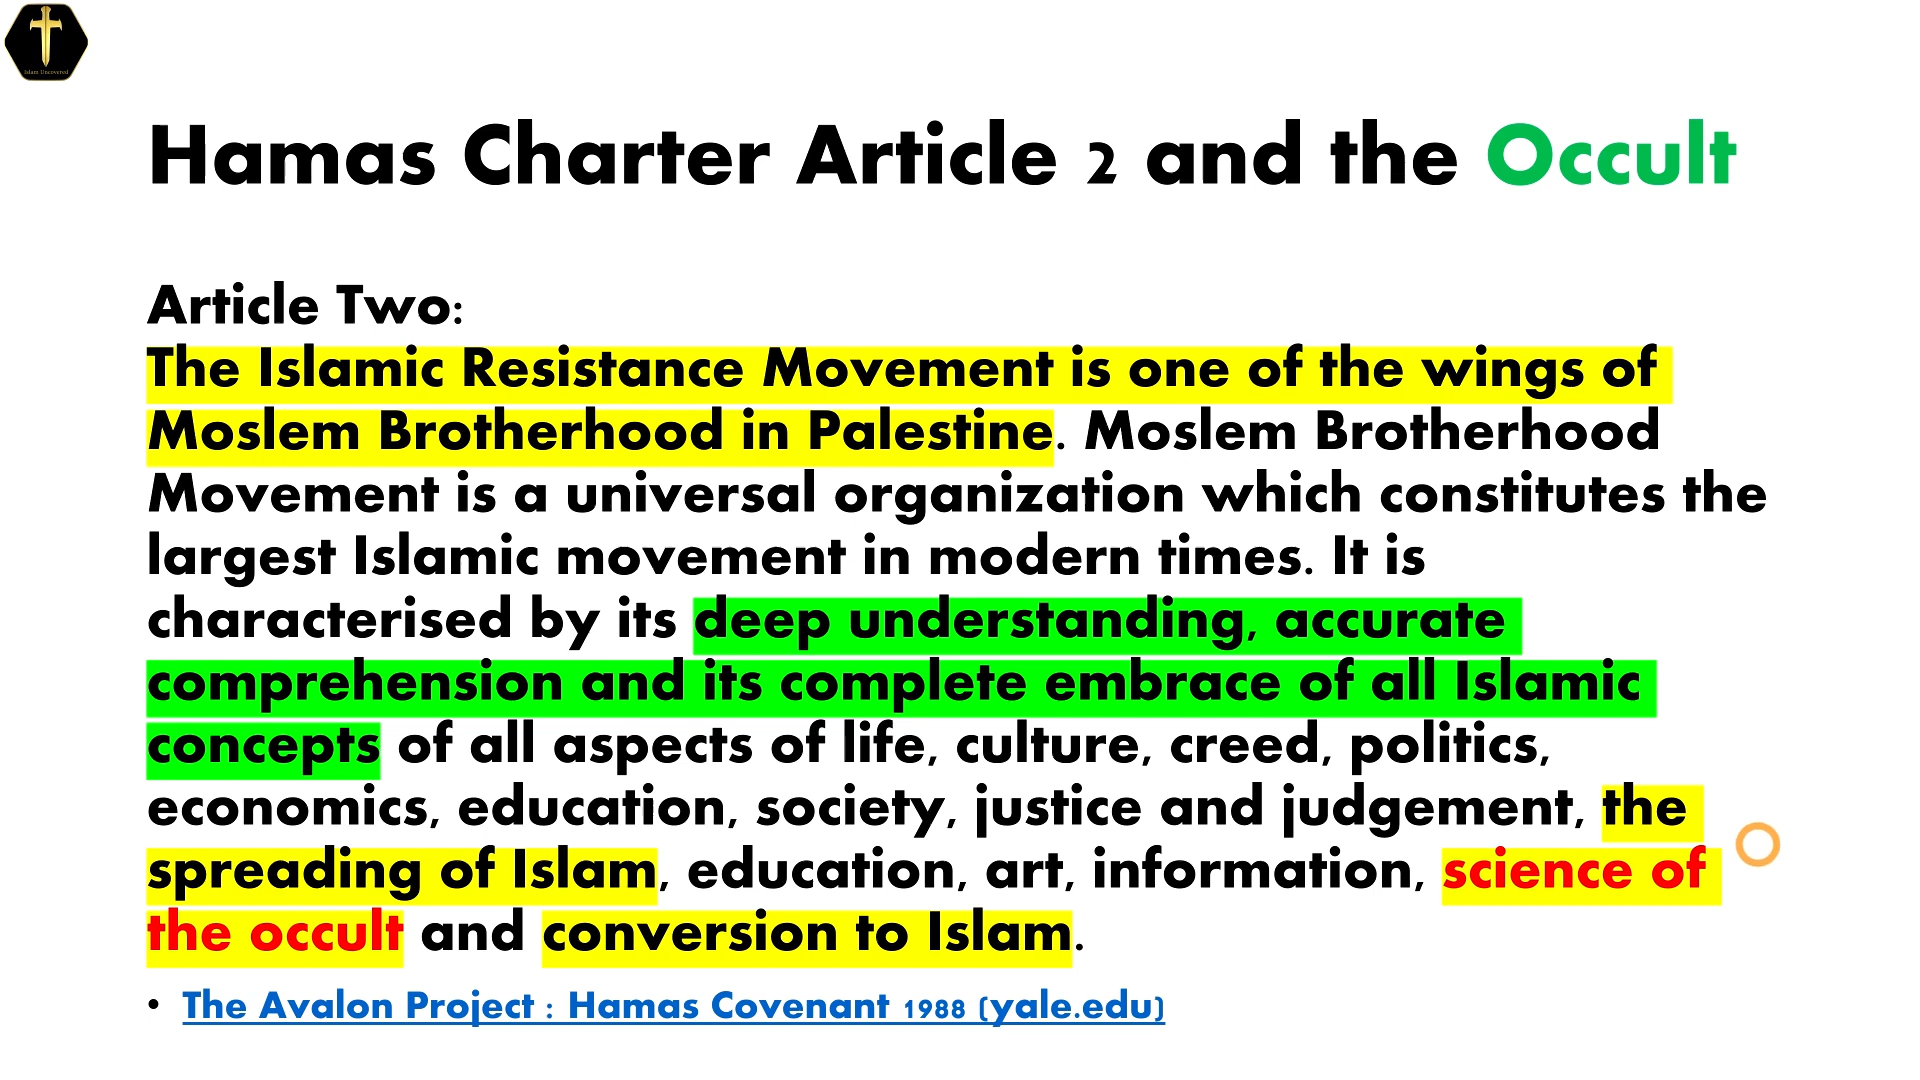 Islam Uncovered
Hamas Charter Article 2 and the Occult
Article Two:
The Islamic Resistance Movement is one of the wings of
Moslem Brotherhood in Palestine. Moslem Brotherhood
Movement is a universal organization which constitutes the
largest Islamic movement in modern times. It is
characterised by its deep understanding, accurate
comprehension and its complete embrace of all Islamic
concepts of all aspects of life, culture, creed, politics,
economics, education, society, justice and judgement, the
spreading of Islam, education, art, information, science of
the occult and conversion to Islam.
• The Avalon Project : Hamas Covenant 1988 (yale.edu)